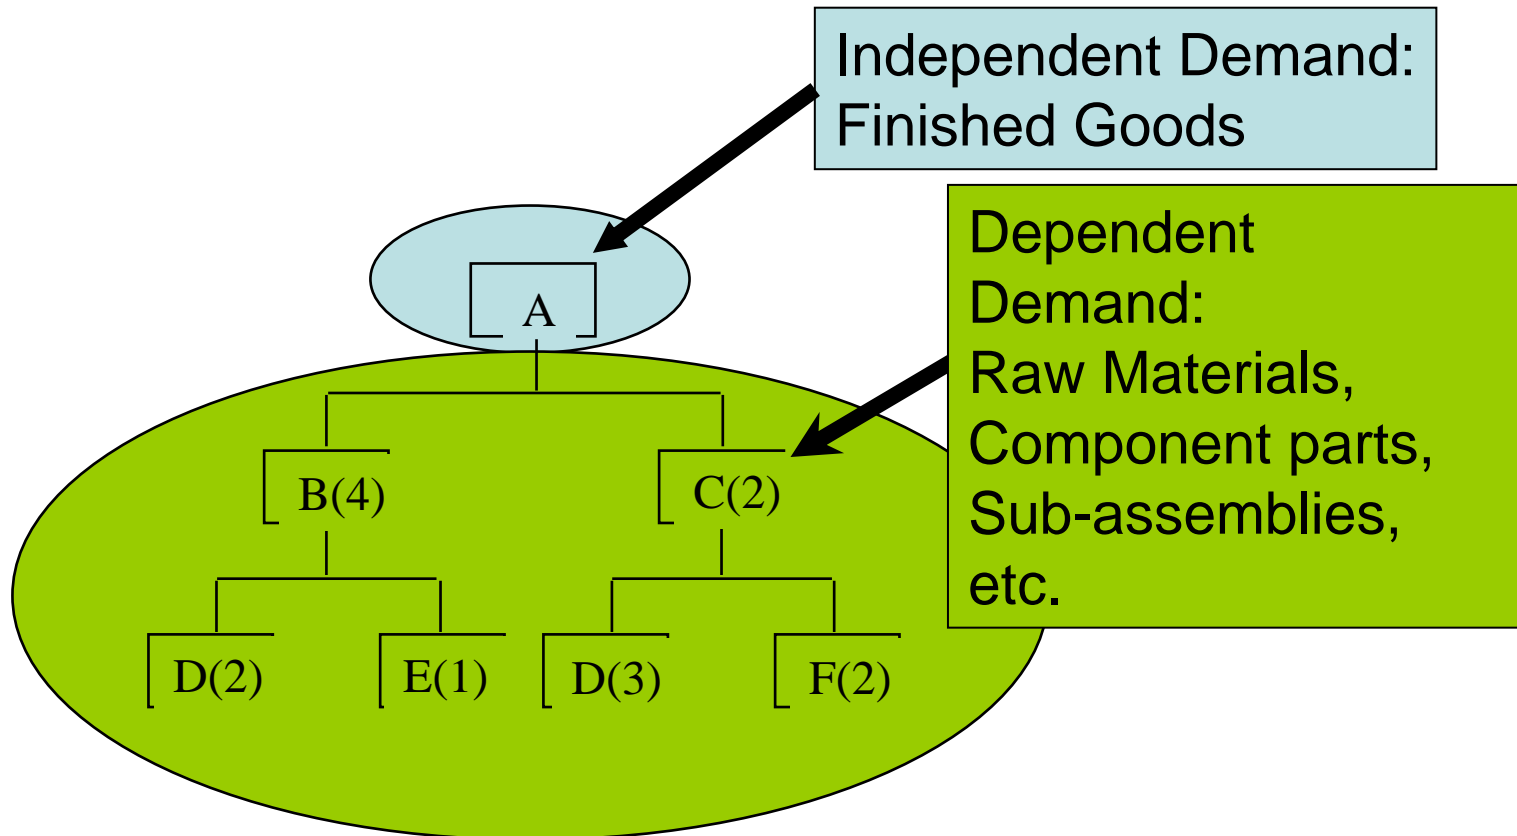 Independent Demand:
Finished Goods
Dependent
Demand:
Raw Materials,
Component parts,
Sub-assemblies,
etc.
A
B(4)
C(2)
D(2)
E(1)
D(3)
F(2)